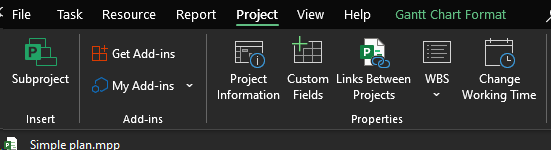 File Task Resource Report Project View Help Gantt Chart Format
Subproject
Get Add-ins
My Add-ins
Project
Information
Custom
Fields
Links Between
Projects
WBS
Change
Working Time
Insert Add-ins Properties
Simple plan.mpp